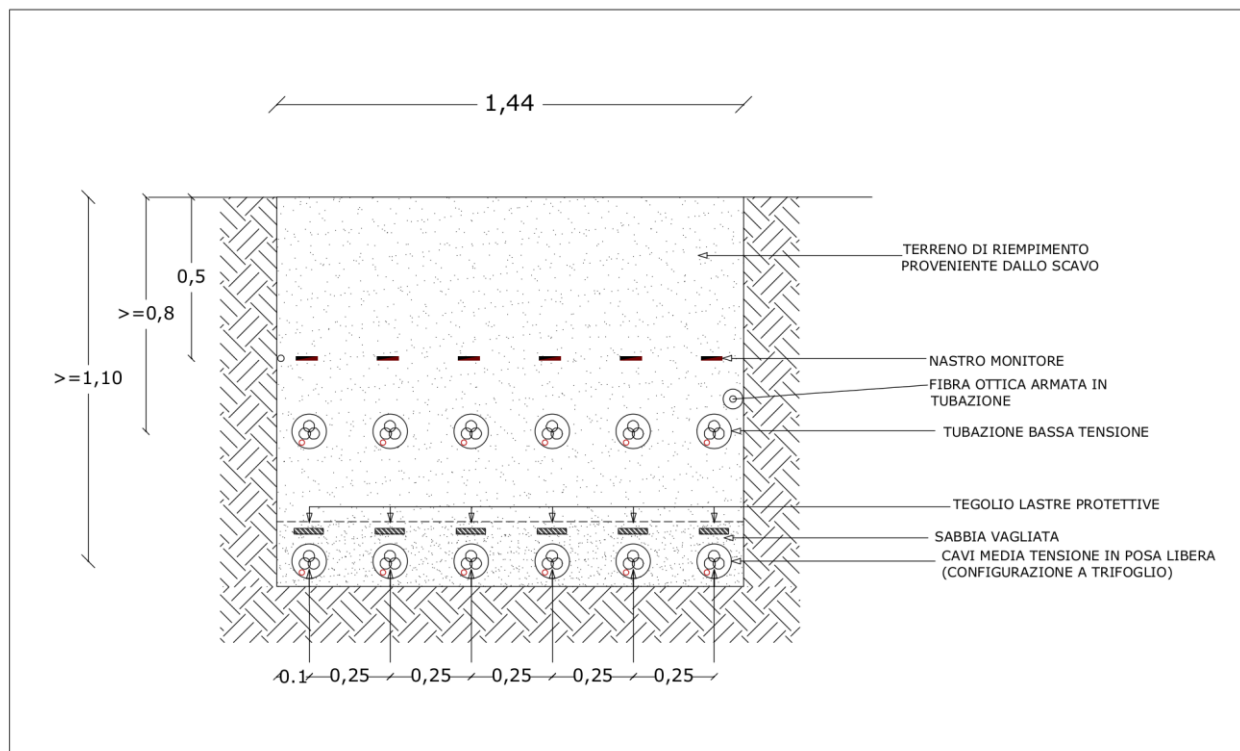 1,44
0,5
>=0,8
>=1,10
TERRENO DI RIEMPIMENTO
PROVENIENTE DALLO SCAVO
NASTRO MONITORE
FIBRA OTTICA ARMATA IN
TUBAZIONE
TUBAZIONE BASSA TENSIONE
TEGOLIO LASTRE PROTETTIVE
SABBIA VAGLIATA
CAVI MEDIA TENSIONE IN POSA LIBERA
(CONFIGURAZIONE A TRIFOGLIO)
0.1 0,25 0,25 0,25 0,25 0,25